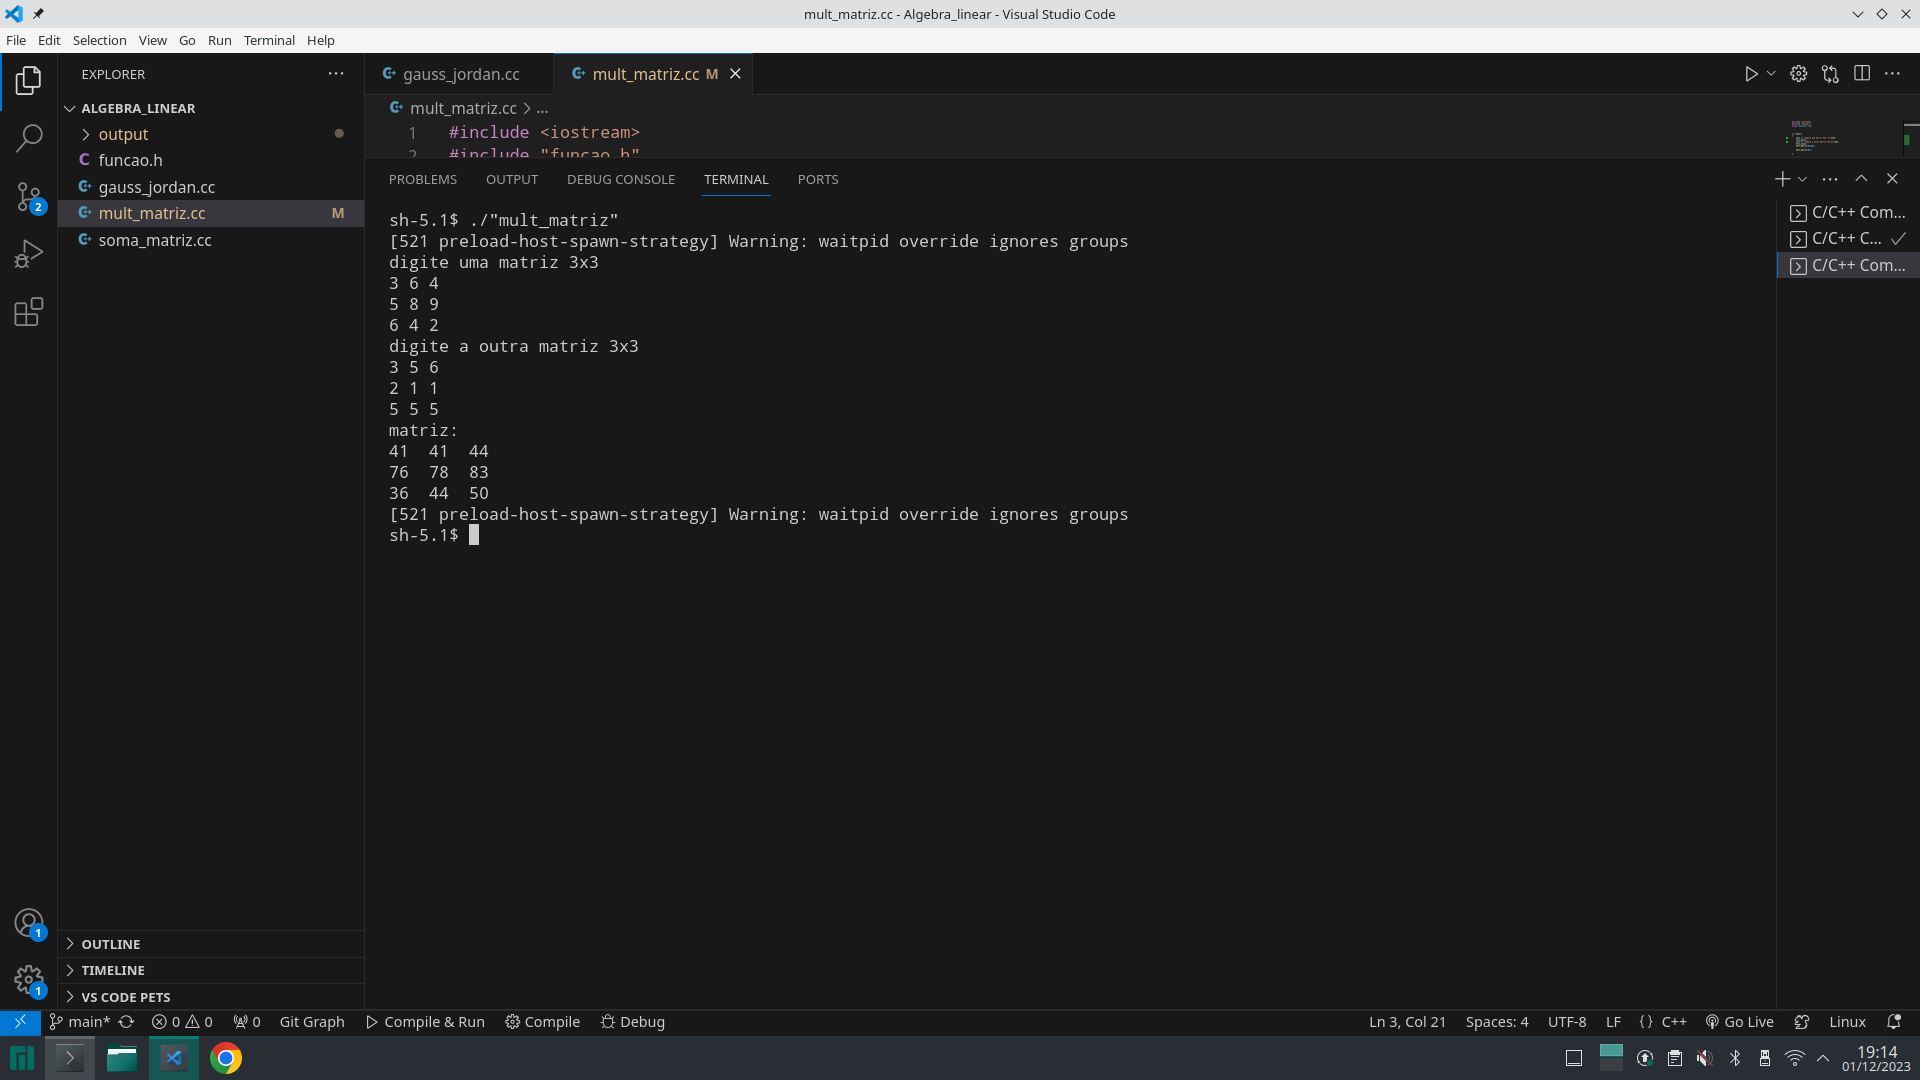 mult_matriz.cc - Algebra_linear - Visual Studio Code
File Edit Selection View Go Run Terminal Help
EXPLORER
ALGEBRA_LINEAR
output
funcao.h
gauss_jordan.cc
mult_matriz.cc M
soma_matriz.cc
OUTLINE
TIMELINE
VS CODE PETS
gauss_jordan.cc mult_matriz.cc M
mult_matriz.cc > ...
1 #include <iostream>
2 #include "funcao.h"
PROBLEMS OUTPUT DEBUG CONSOLE TERMINAL PORTS
sh-5.1$ ./"mult_matriz"
[521 preload-host-spawn-strategy] Warning: waitpid override ignores groups
digite uma matriz 3x3
3 6 4
5 8 9
6 4 2
digite a outra matriz 3x3
3 5 6
2 1 1
5 5 5
matriz:
41 41 44
76 78 83
36 44 50
[521 preload-host-spawn-strategy] Warning: waitpid override ignores groups
sh-5.1$
C/C++ Com...
C/C++ C...
C/C++ Com...
2
1
1
main* 0 0 0 Git Graph Compile & Run Compile Debug Ln 3, Col 21 Spaces: 4 UTF-8 LF {} C++ Go Live Linux
19:14
01/12/2023